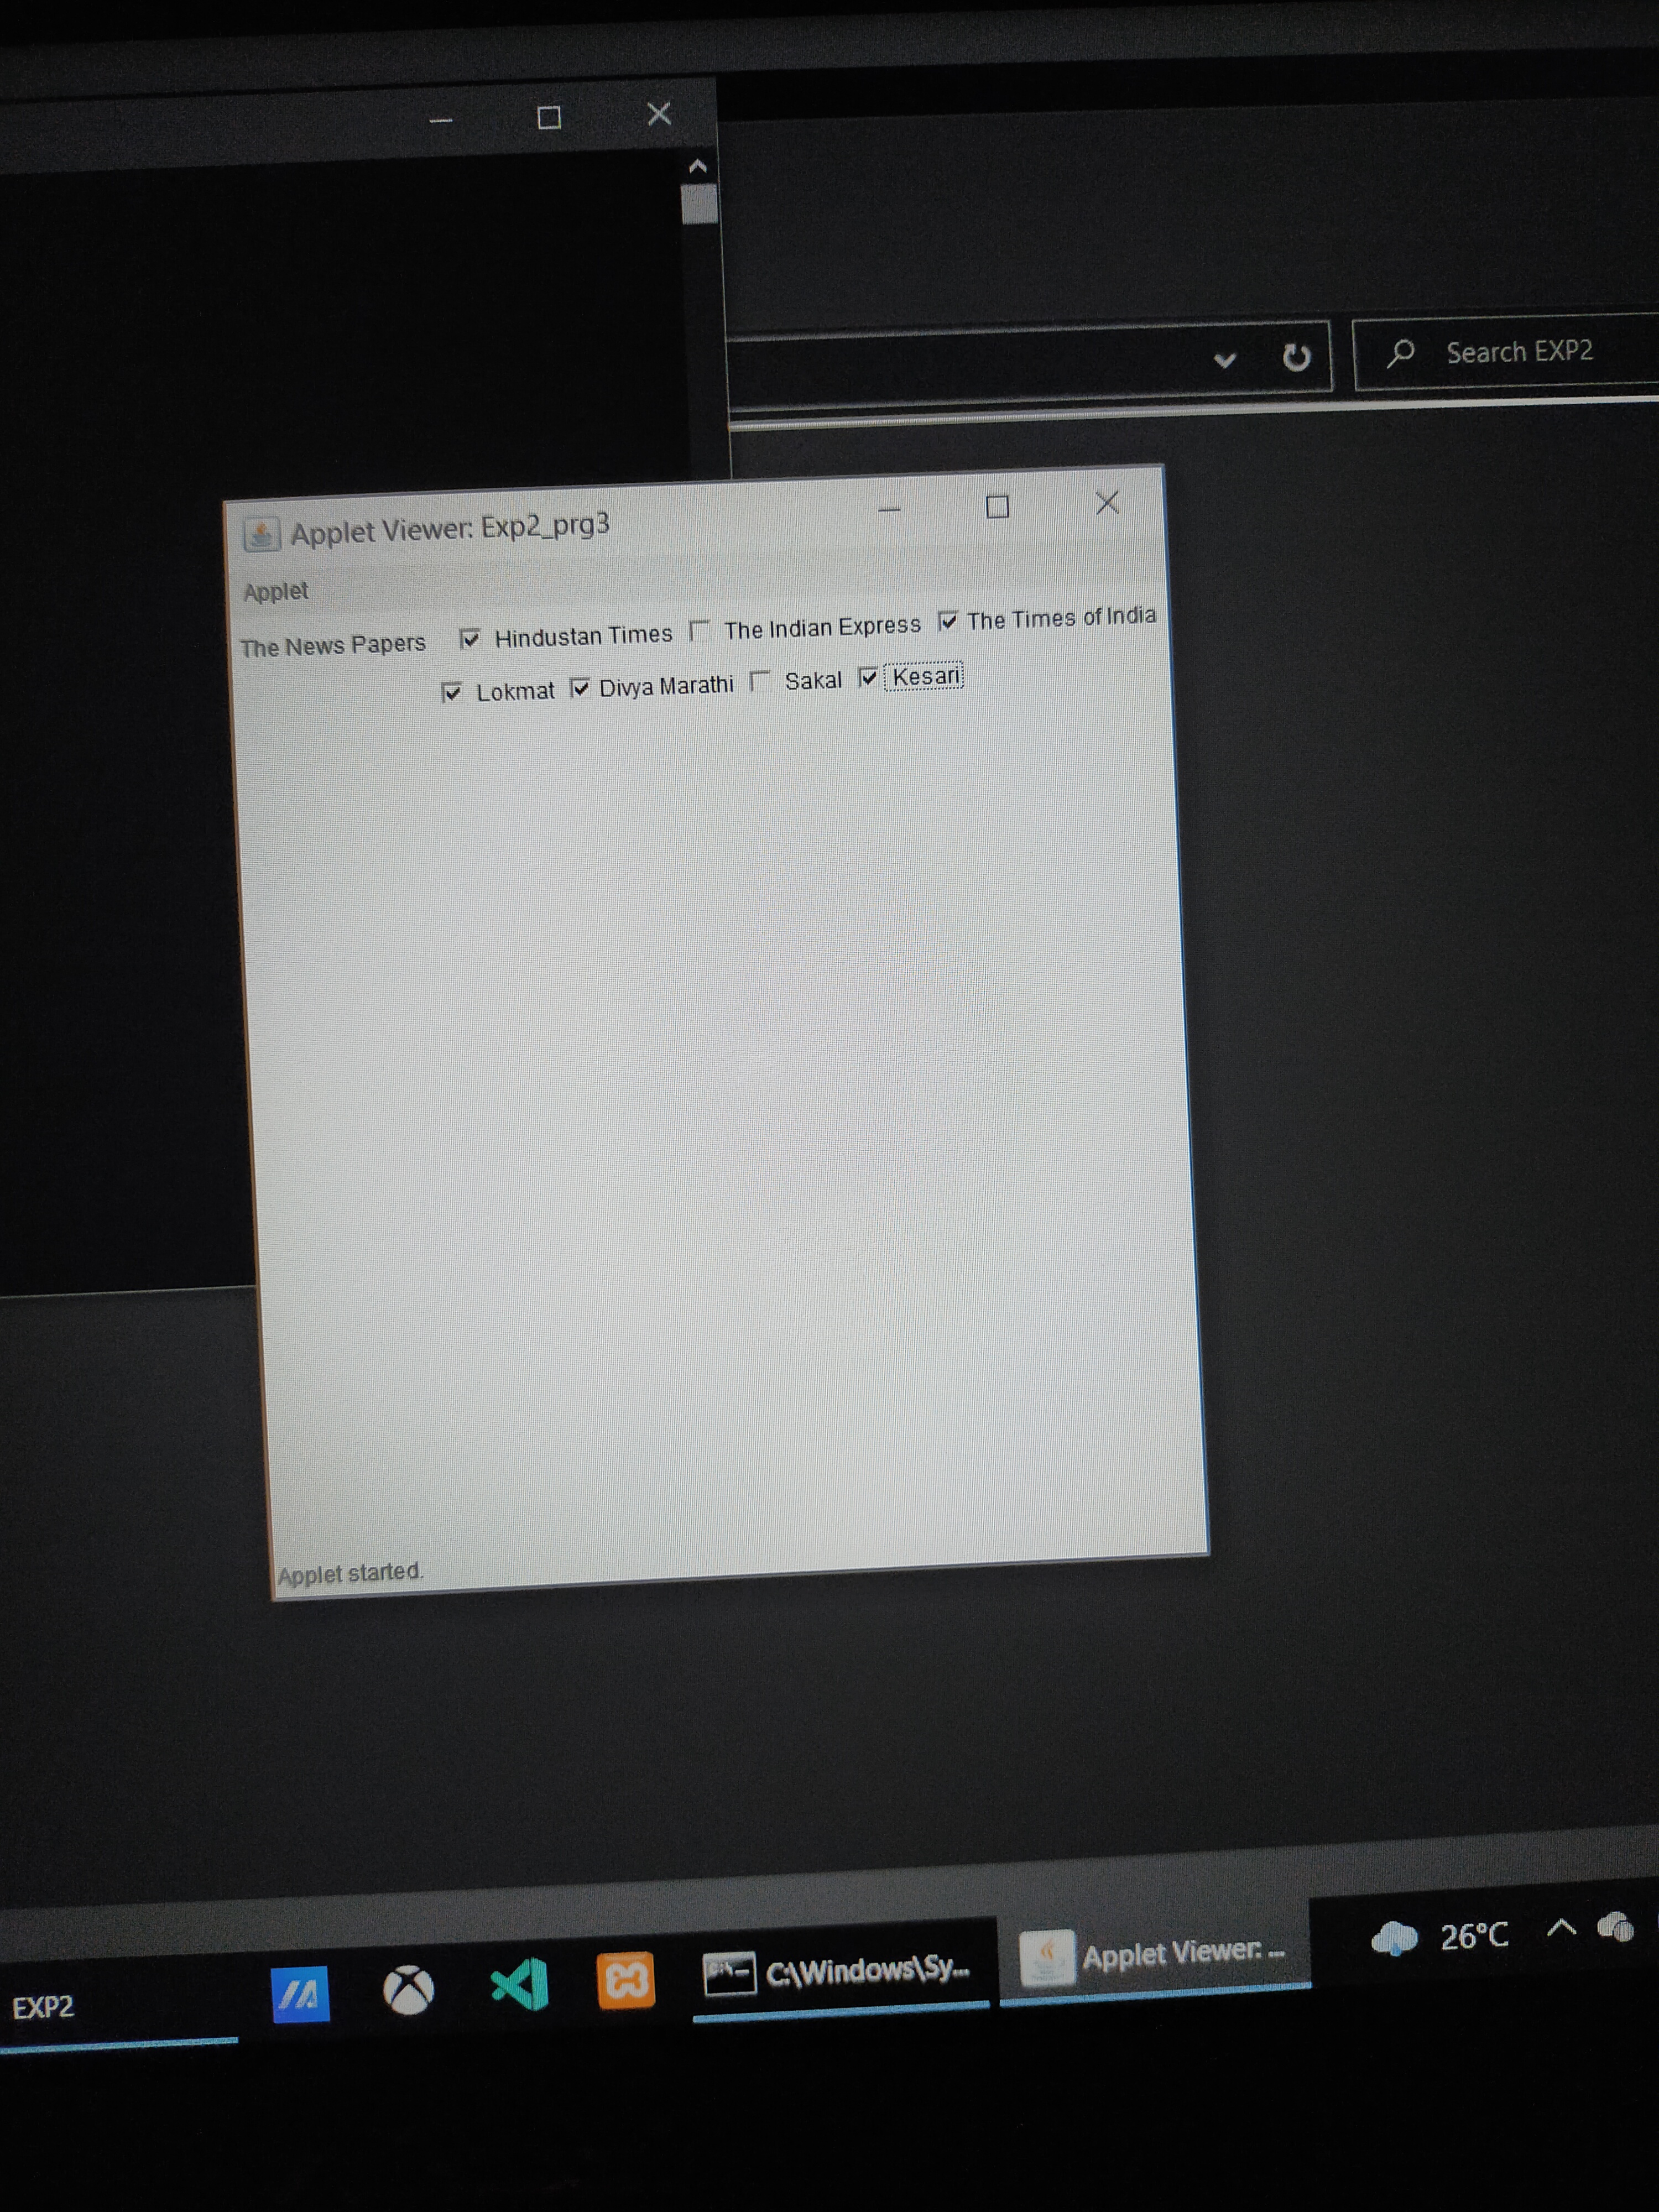 Search EXP2
Applet Viewer: Exp2_prg3
Applet
The News Papers Hindustan Times The Indian Express The Times of India
Lokmat Divya Marathi Sakal Kesari
Applet started.
EXP2 C:\Windows\Sy... Applet Viewer: ... 26°C